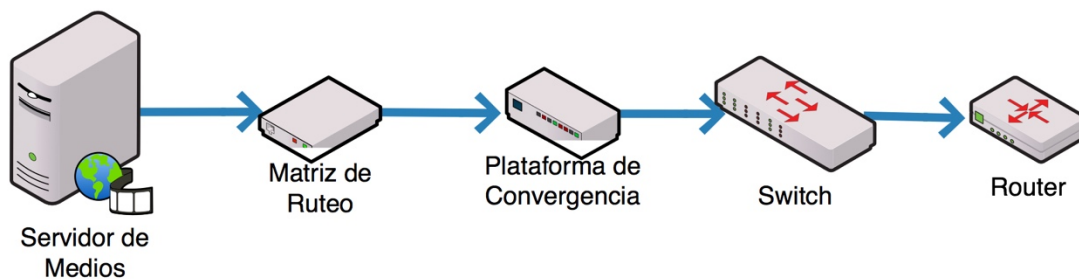 Servidor de
Medios
Matriz de
Ruteo
Plataforma de
Convergencia
Switch
Router